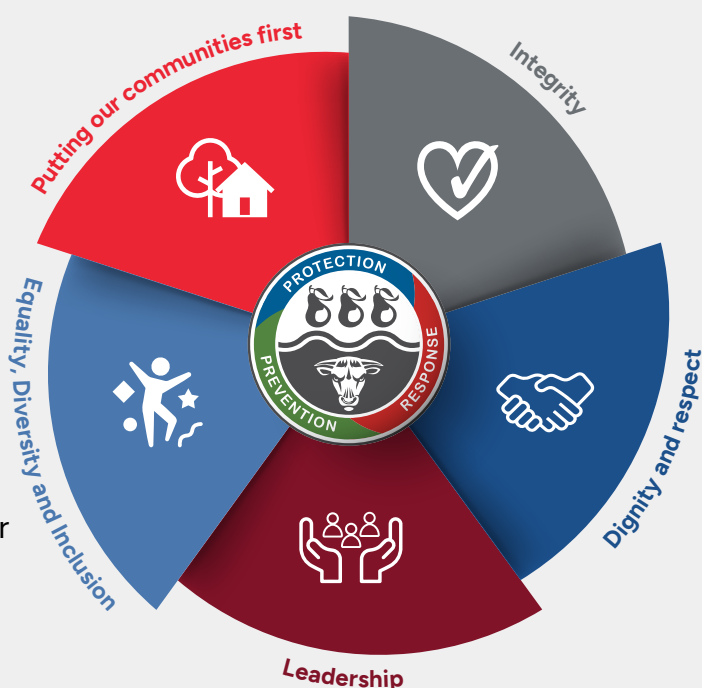 Putting our communities first
Integrity
Dignity and respect
Leadership
Equality, Diversity and Inclusion
PROTECTION
RESPONSE
PREVENTION
r